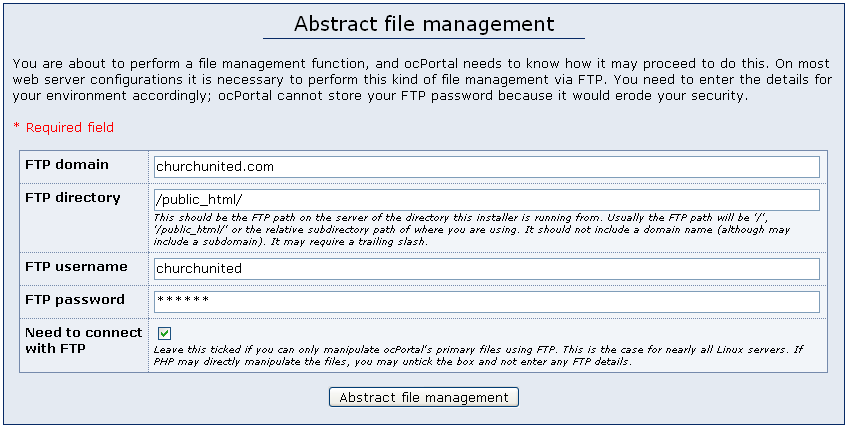 Abstract file management
You are about to perform a file management function, and ocPortal needs to know how it may proceed to do this. On most
web server configurations it is necessary to perform this kind of file management via FTP. You need to enter the details for
your environment accordingly; ocPortal cannot store your FTP password because it would erode your security.
* Required field
FTP domain
churchunited.com
FTP directory
/public_html/
This should be the FTP path on the server of the directory this installer is running from. Usually the FTP path will be '/',
'/public_html/' or the relative subdirectory path of where you are using. It should not include a domain name (although may
include a subdomain). It may require a trailing slash.
FTP username
churchunited
FTP password
******
Need to connect
with FTP
Leave this ticked if you can only manipulate ocPortal's primary files using FTP. This is the case for nearly all Linux servers. If
PHP may directly manipulate the files, you may untick the box and not enter any FTP details.
Abstract file management